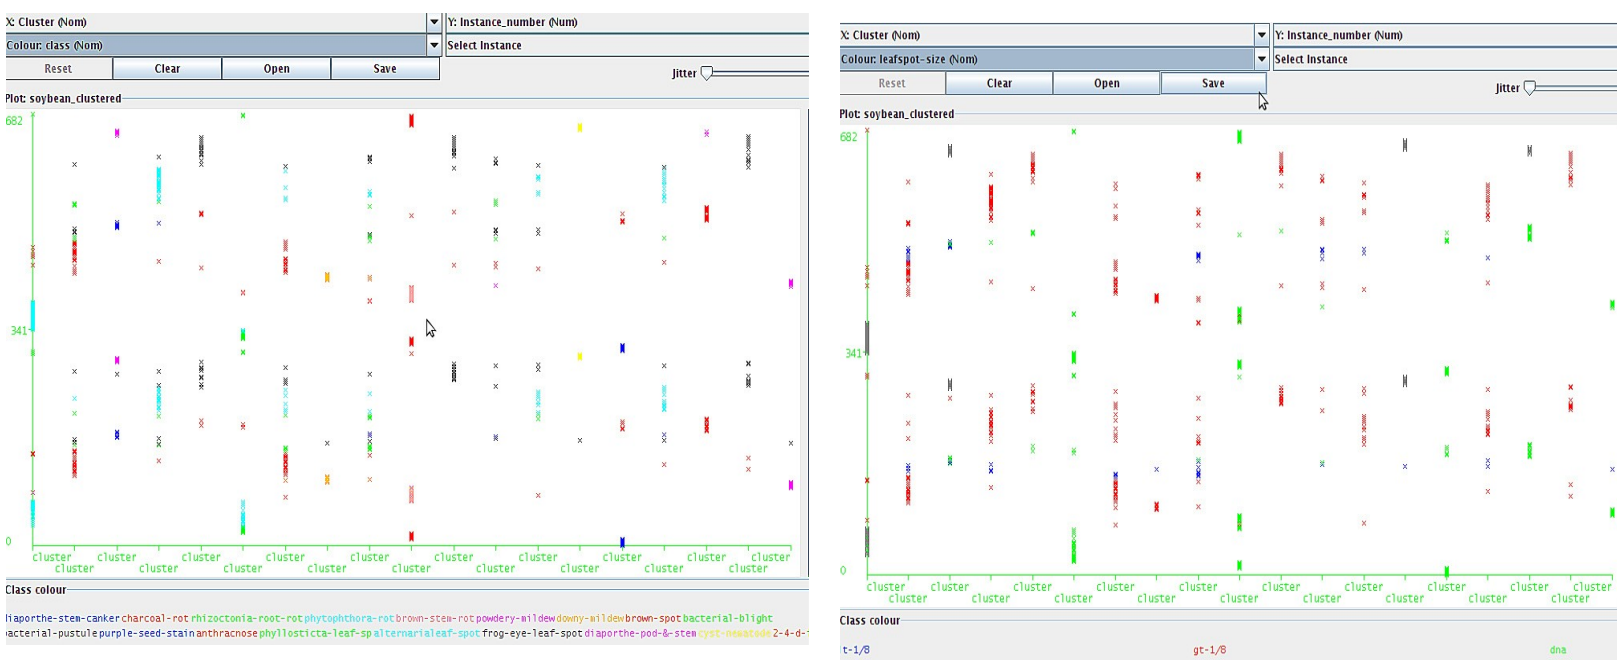 X: Cluster (Nom)
Y: Instance_number (Num)
Colour: class (Nom)
Select Instance
Reset
Clear
Open
Save
Jitter
Plot: soybean_clustered
682
341
0
cluster cluster cluster cluster cluster cluster cluster cluster cluster cluster
cluster cluster cluster cluster cluster cluster cluster cluster cluster
Class colour
diaporthe-stem-canker charcoal-rot rhizoctonia-root-rot phytophthora-rot brown-stem-rot powdery-mildew downy-mildew brown-spot bacterial-blight
bacterial-pustule purple-seed-stain anthracnose phyllosticta-leaf-sp alternarialeaf-spot frog-eye-leaf-spot diaporthe-pod-&-stem cyst-nematode 2-4-d-i
X: Cluster (Nom)
Y: Instance_number (Num)
Colour: leafspot-size (Nom)
Select Instance
Reset
Clear
Open
Save
Jitter
Plot: soybean_clustered
682
341
0
cluster cluster cluster cluster cluster cluster cluster cluster cluster cluster
cluster cluster cluster cluster cluster cluster cluster cluster cluster
Class colour
lt-1/8
gt-1/8
dna